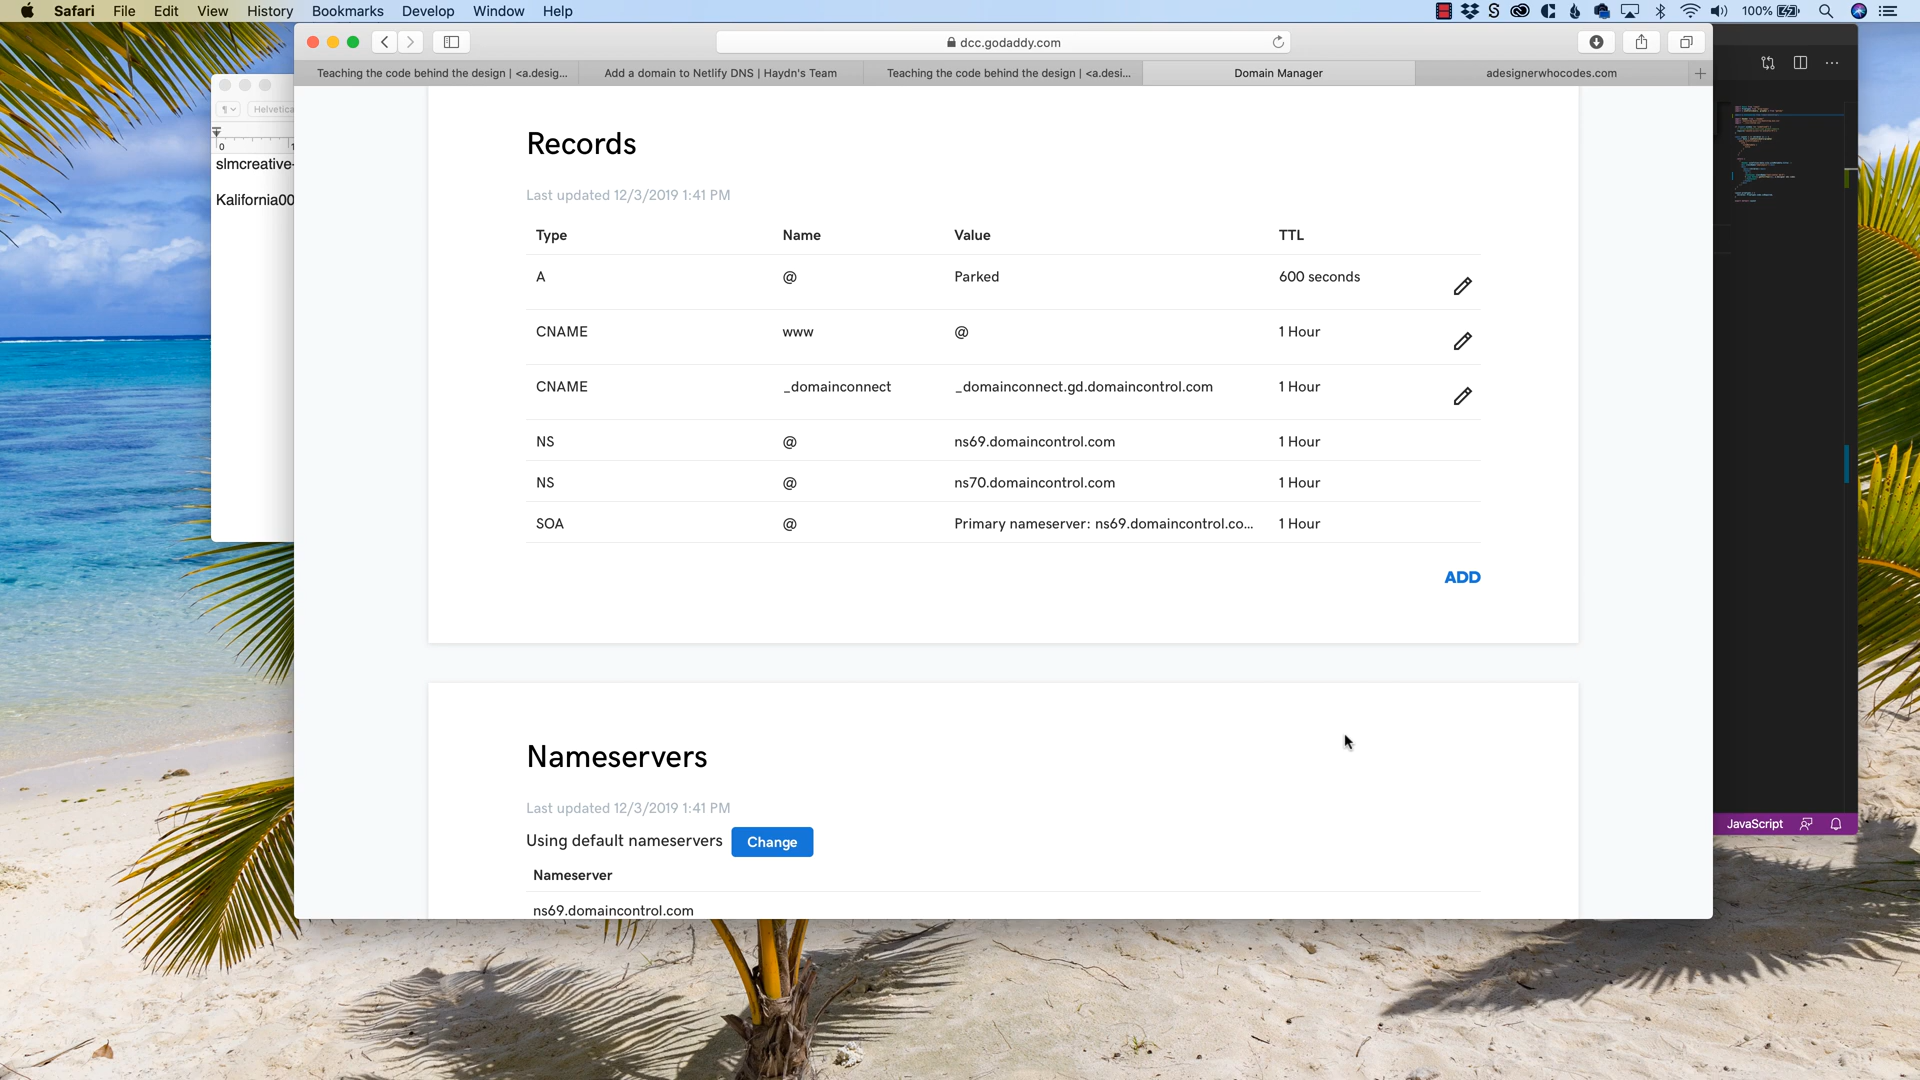 Safari File Edit View History Bookmarks Develop Window Help
100%
dcc.godaddy.com
Teaching the code behind the design | <a.desig...
Add a domain to Netlify DNS | Haydn's Team
Teaching the code behind the design | <a.desi...
Domain Manager
adesignerwhocodes.com
Helvetica
0
slmcreative-
Kalifornia00
Records
Last updated 12/3/2019 1:41 PM
Type Name Value TTL
A @ Parked 600 seconds
CNAME www @ 1 Hour
CNAME _domainconnect _domainconnect.gd.domaincontrol.com 1 Hour
NS @ ns69.domaincontrol.com 1 Hour
NS @ ns70.domaincontrol.com 1 Hour
SOA @ Primary nameserver: ns69.domaincontrol.co... 1 Hour
ADD
Nameservers
Last updated 12/3/2019 1:41 PM
Using default nameservers Change
Nameserver
ns69.domaincontrol.com
JavaScript